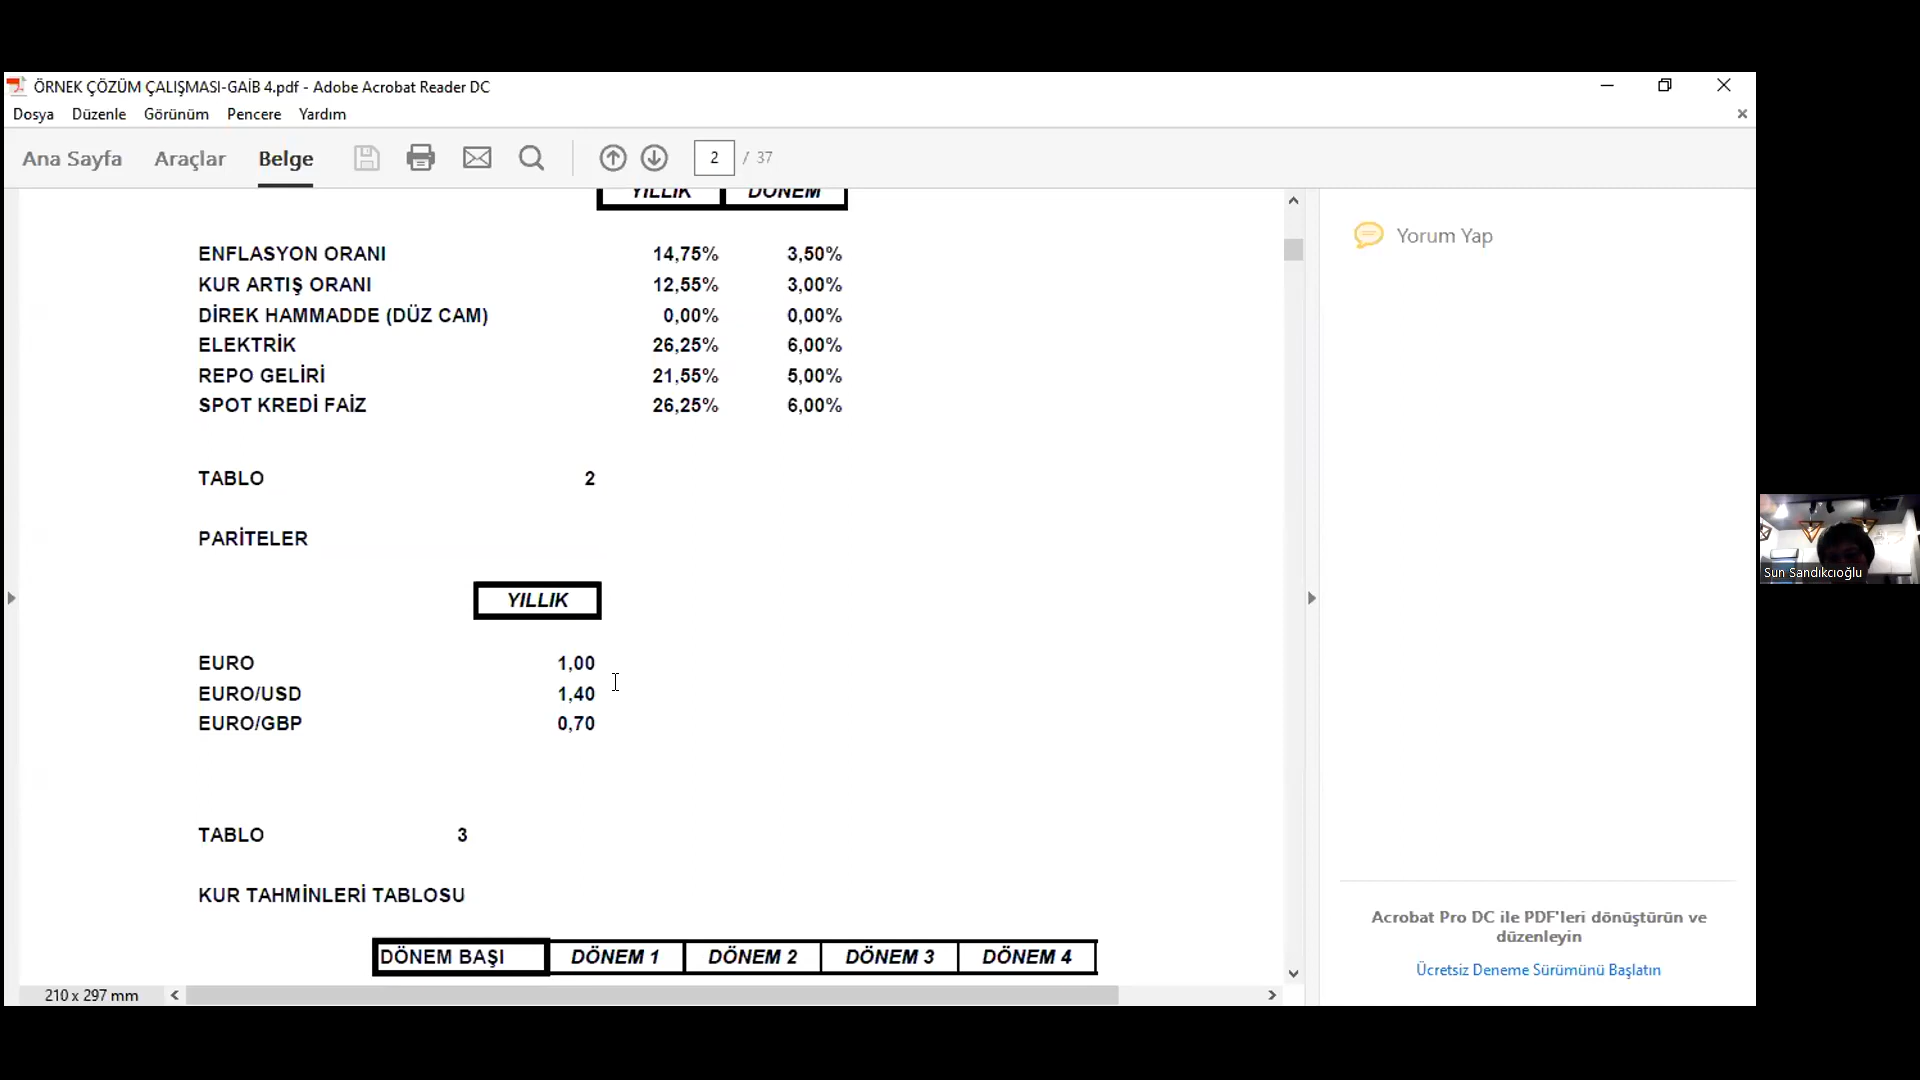 ÖRNEK ÇÖZÜM ÇALIŞMASI-GAİB 4.pdf - Adobe Acrobat Reader DC
Dosya Düzenle Görünüm Pencere Yardım
Ana Sayfa Araçlar Belge 2 / 37
YILLIK DÖNEM
ENFLASYON ORANI 14,75% 3,50%
KUR ARTIŞ ORANI 12,55% 3,00%
DİREK HAMMADDE (DÜZ CAM) 0,00% 0,00%
ELEKTRİK 26,25% 6,00%
REPO GELİRİ 21,55% 5,00%
SPOT KREDİ FAİZ 26,25% 6,00%
TABLO 2
PARİTELER
YILLIK
EURO 1,00
EURO/USD 1,40
EURO/GBP 0,70
TABLO 3
KUR TAHMİNLERİ TABLOSU
DÖNEM BAŞI DÖNEM 1 DÖNEM 2 DÖNEM 3 DÖNEM 4
210 x 297 mm
Yorum Yap
Acrobat Pro DC ile PDF'leri dönüştürün ve
düzenleyin
Ücretsiz Deneme Sürümünü Başlatın
Sun Sandıkcıoğlu